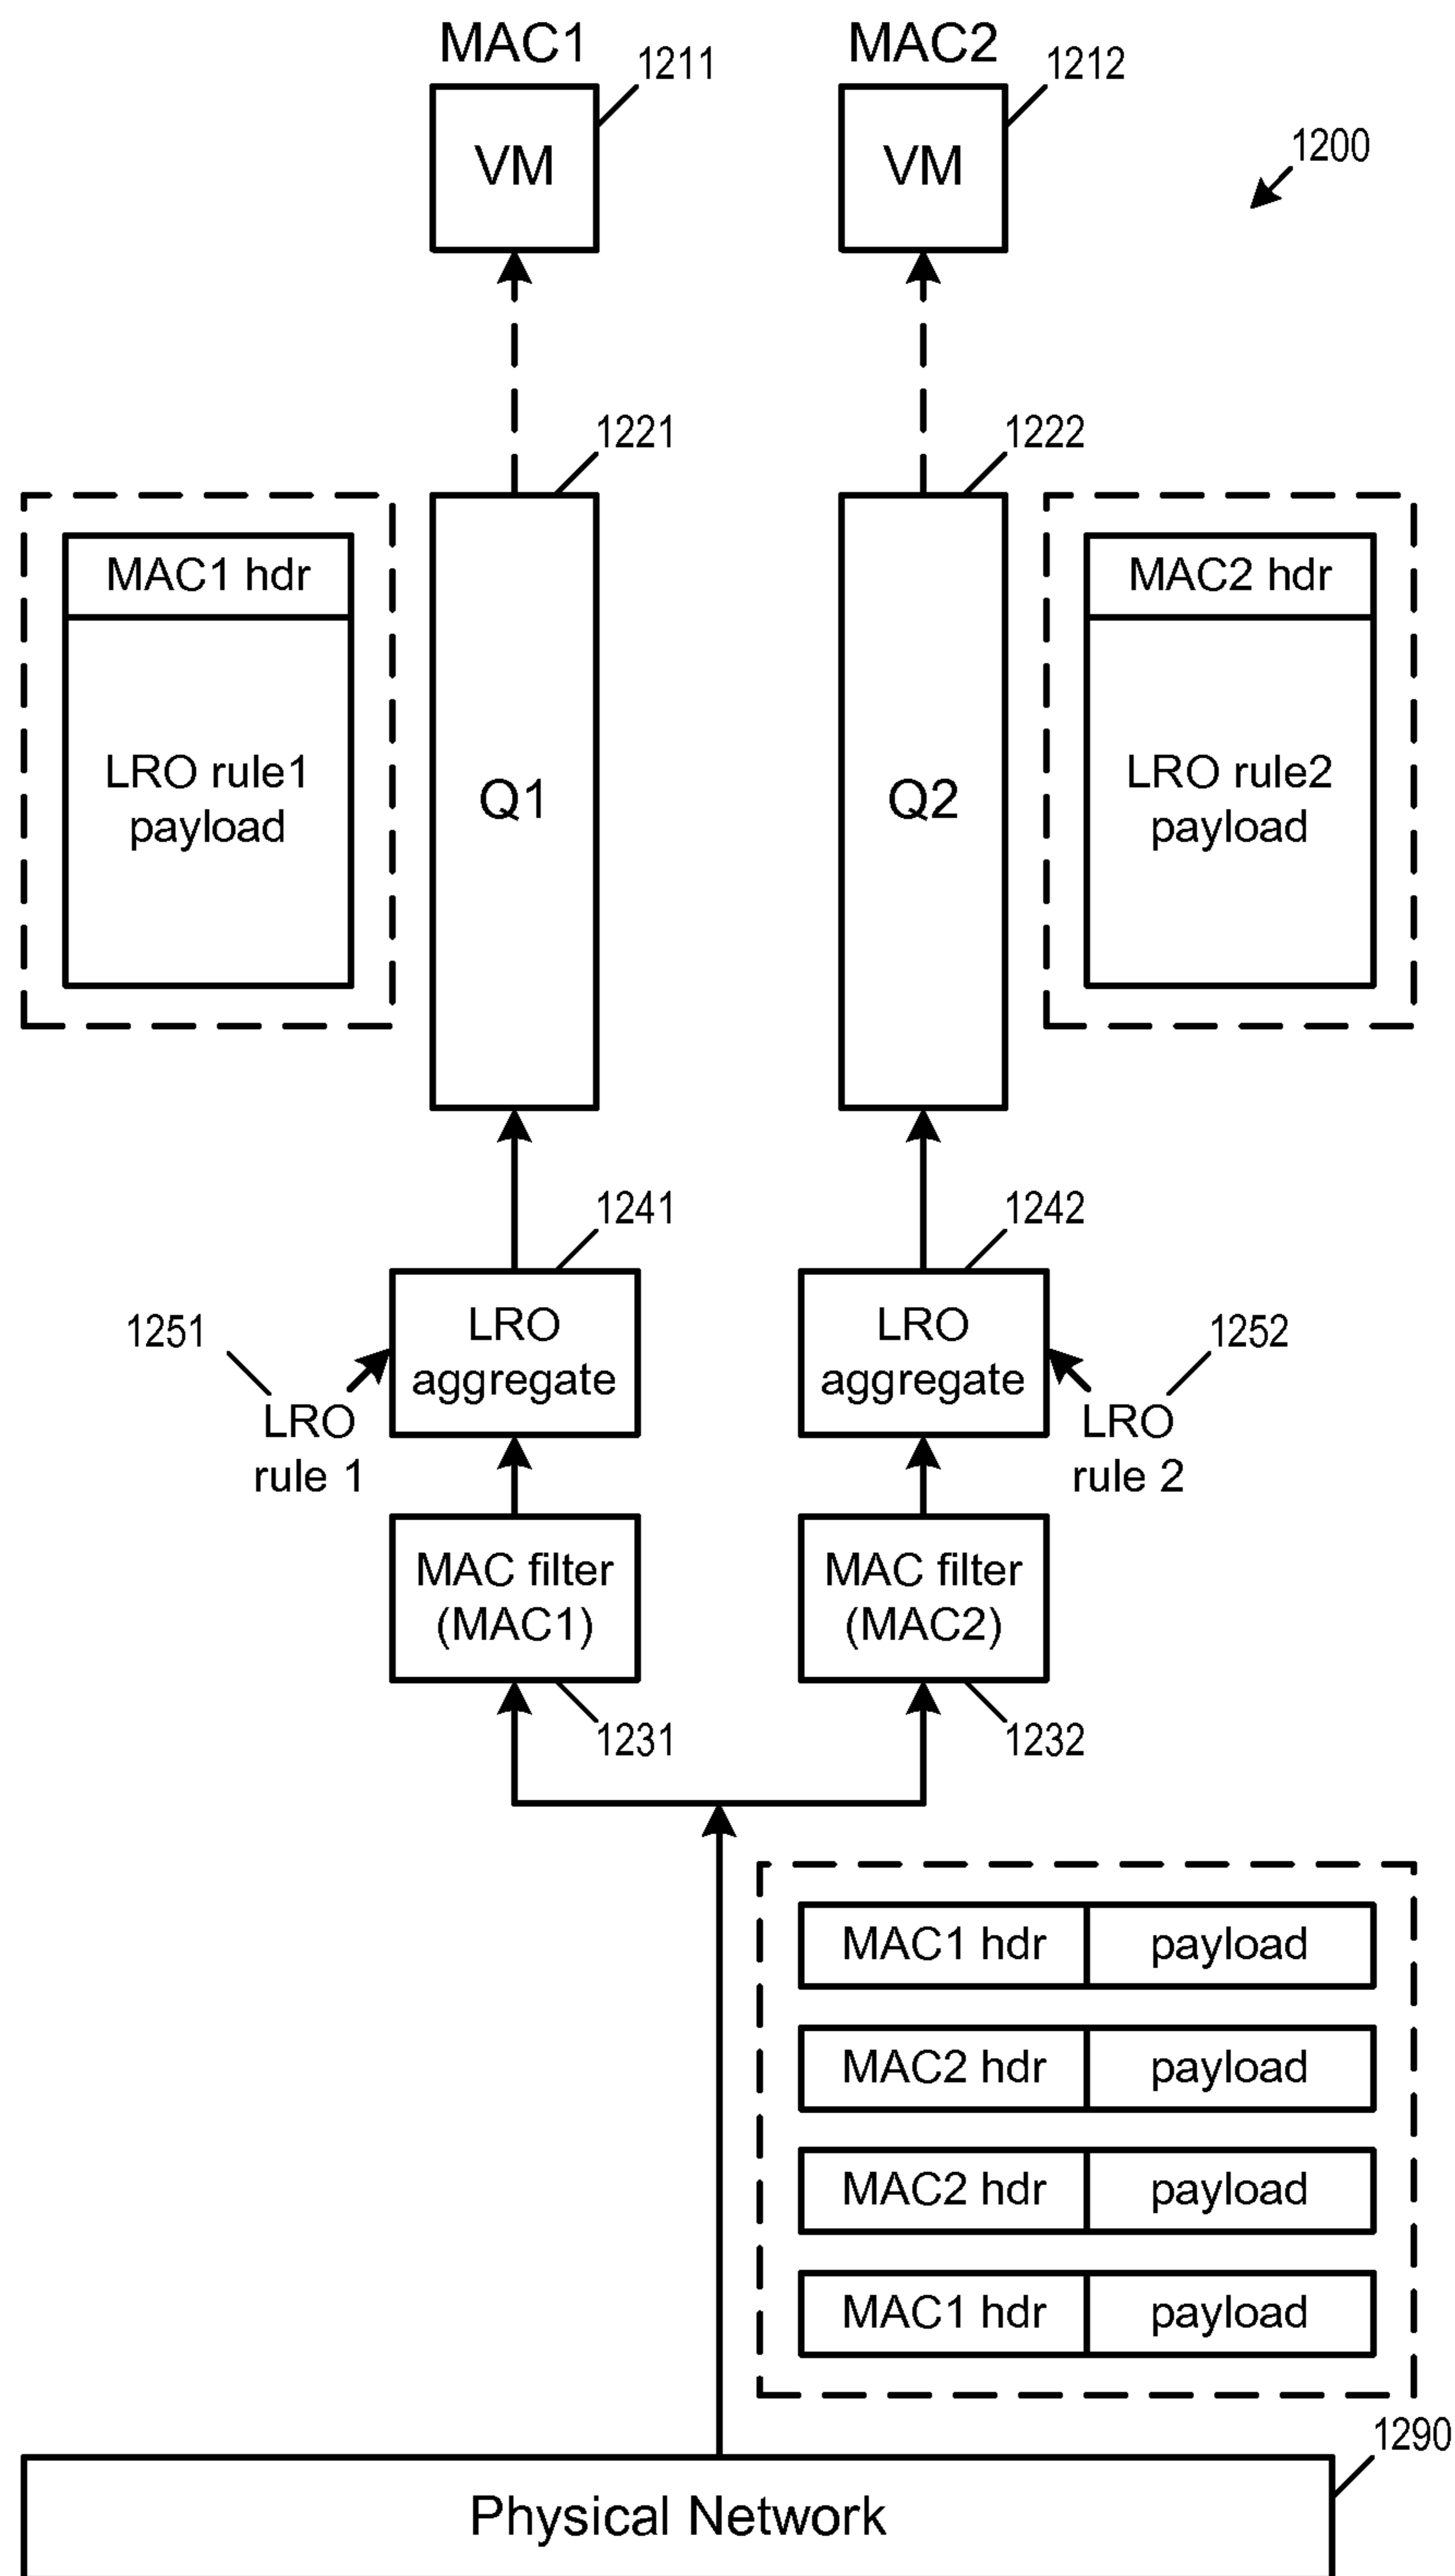 MAC1
1211
MAC2
1212
VM
VM
1200
1221
1222
MAC1 hdr
LRO rule1
payload
Q1
Q2
MAC2 hdr
LRO rule2
payload
1241
1242
1251
LRO
aggregate
LRO
aggregate
1252
LRO
rule 1
LRO
rule 2
MAC filter
(MAC1)
MAC filter
(MAC2)
1231
1232
MAC1 hdr payload
MAC2 hdr payload
MAC2 hdr payload
MAC1 hdr payload
1290
Physical Network